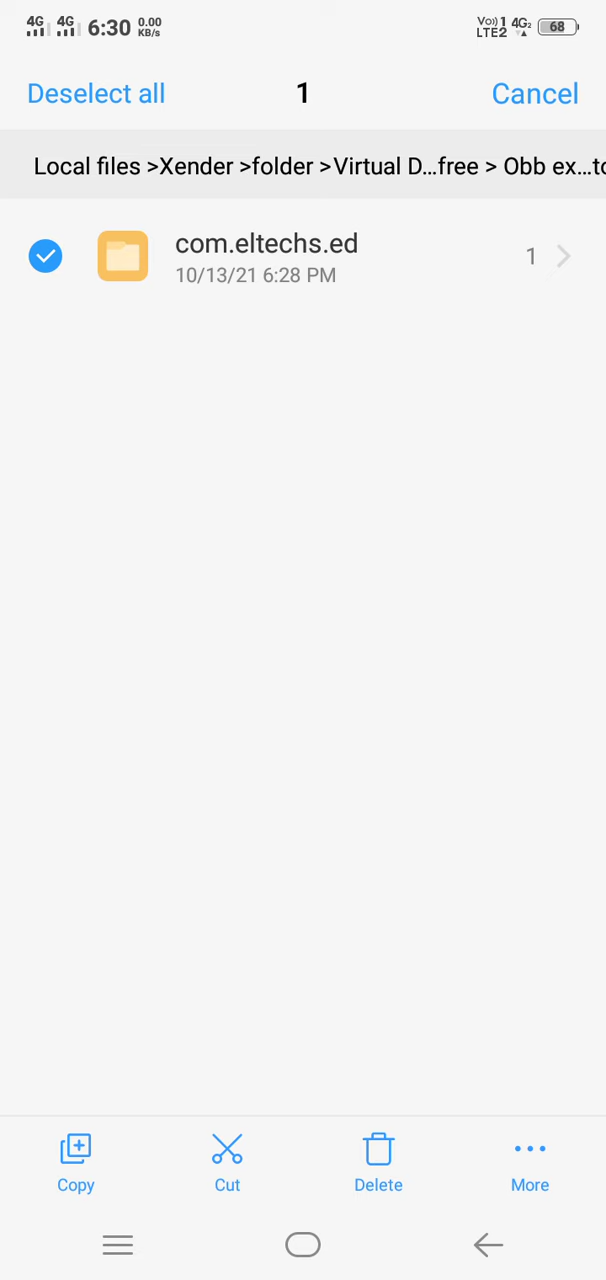 4G 4G 6:30 0.00 KB/s Vo)) 1 LTE2 4G2 68
Deselect all 1 Cancel
Local files >Xender >folder >Virtual D...free > Obb ex...to
com.eltechs.ed
1
10/13/21 6:28 PM
Copy Cut Delete More